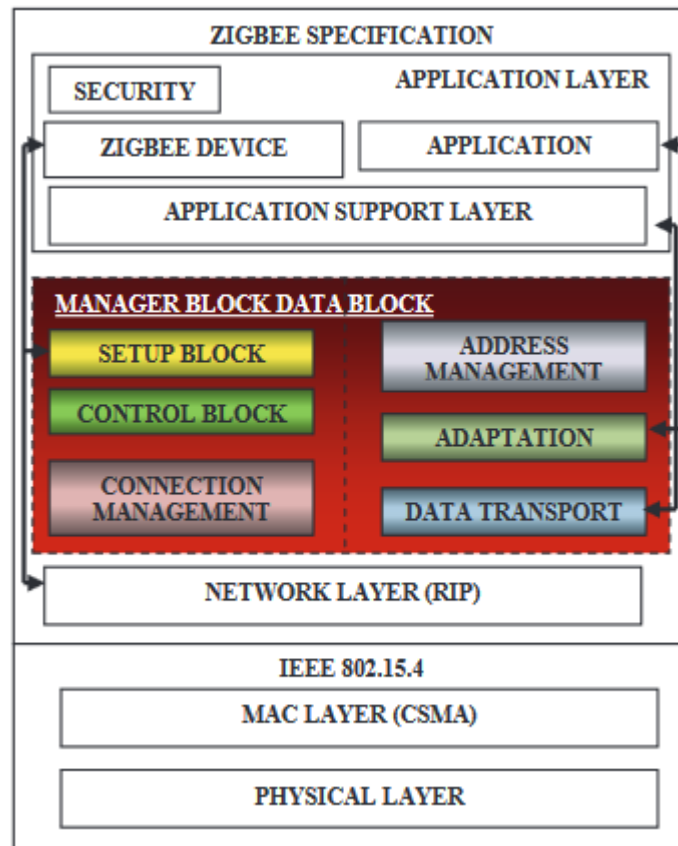 ZIGBEE SPECIFICATION
APPLICATION LAYER
SECURITY
ZIGBEE DEVICE
APPLICATION
APPLICATION SUPPORT LAYER
MANAGER BLOCK DATA BLOCK
SETUP BLOCK
CONTROL BLOCK
CONNECTION
MANAGEMENT
ADDRESS
MANAGEMENT
ADAPTATION
DATA TRANSPORT
NETWORK LAYER (RIP)
IEEE 802.15.4
MAC LAYER (CSMA)
PHYSICAL LAYER